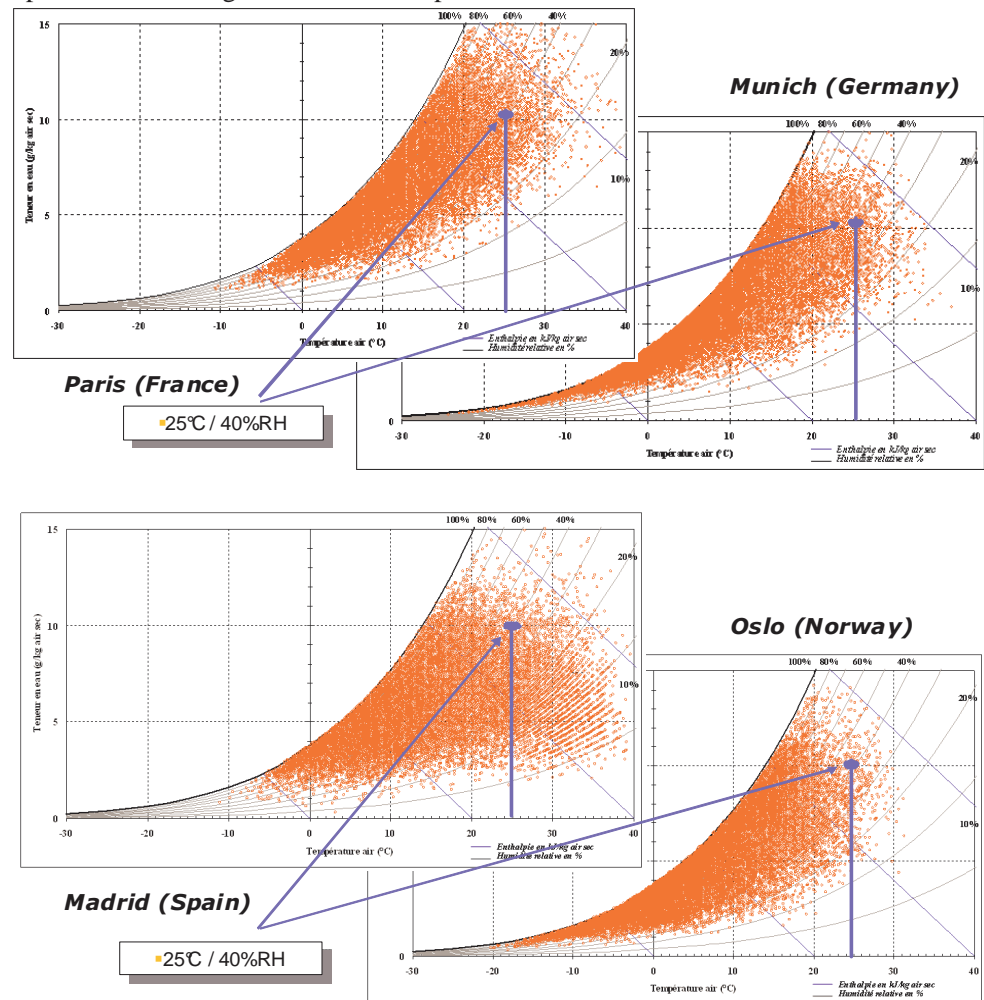 100% 80% 60% 40%
15
20%
10
10%
5
0
-30 -20 -10 0 10 20 30 40
Teneur en eau (g/kg air sec)
Température air (°C)
Enthalpie en kJ/kg air sec
Humidité relative en %
Paris (France)
25°C / 40%RH
Munich (Germany)
100% 80% 60% 40%
20%
10%
0
-30 -20 -10 0 10 20 30 40
Température air (°C)
Enthalpie en kJ/kg air sec
Humidité relative en %
100% 80% 60% 40%
15
20%
10
10%
5
0
-30 -20 -10 0 10 20 30 40
Teneur en eau (g/kg air sec)
Température air (°C)
Enthalpie en kJ/kg air sec
Humidité relative en %
Madrid (Spain)
25°C / 40%RH
Oslo (Norway)
100% 80% 60% 40%
20%
10%
0
-30 -20 -10 0 10 20 30 40
Température air (°C)
Enthalpie en kJ/kg air sec
Humidité relative en %